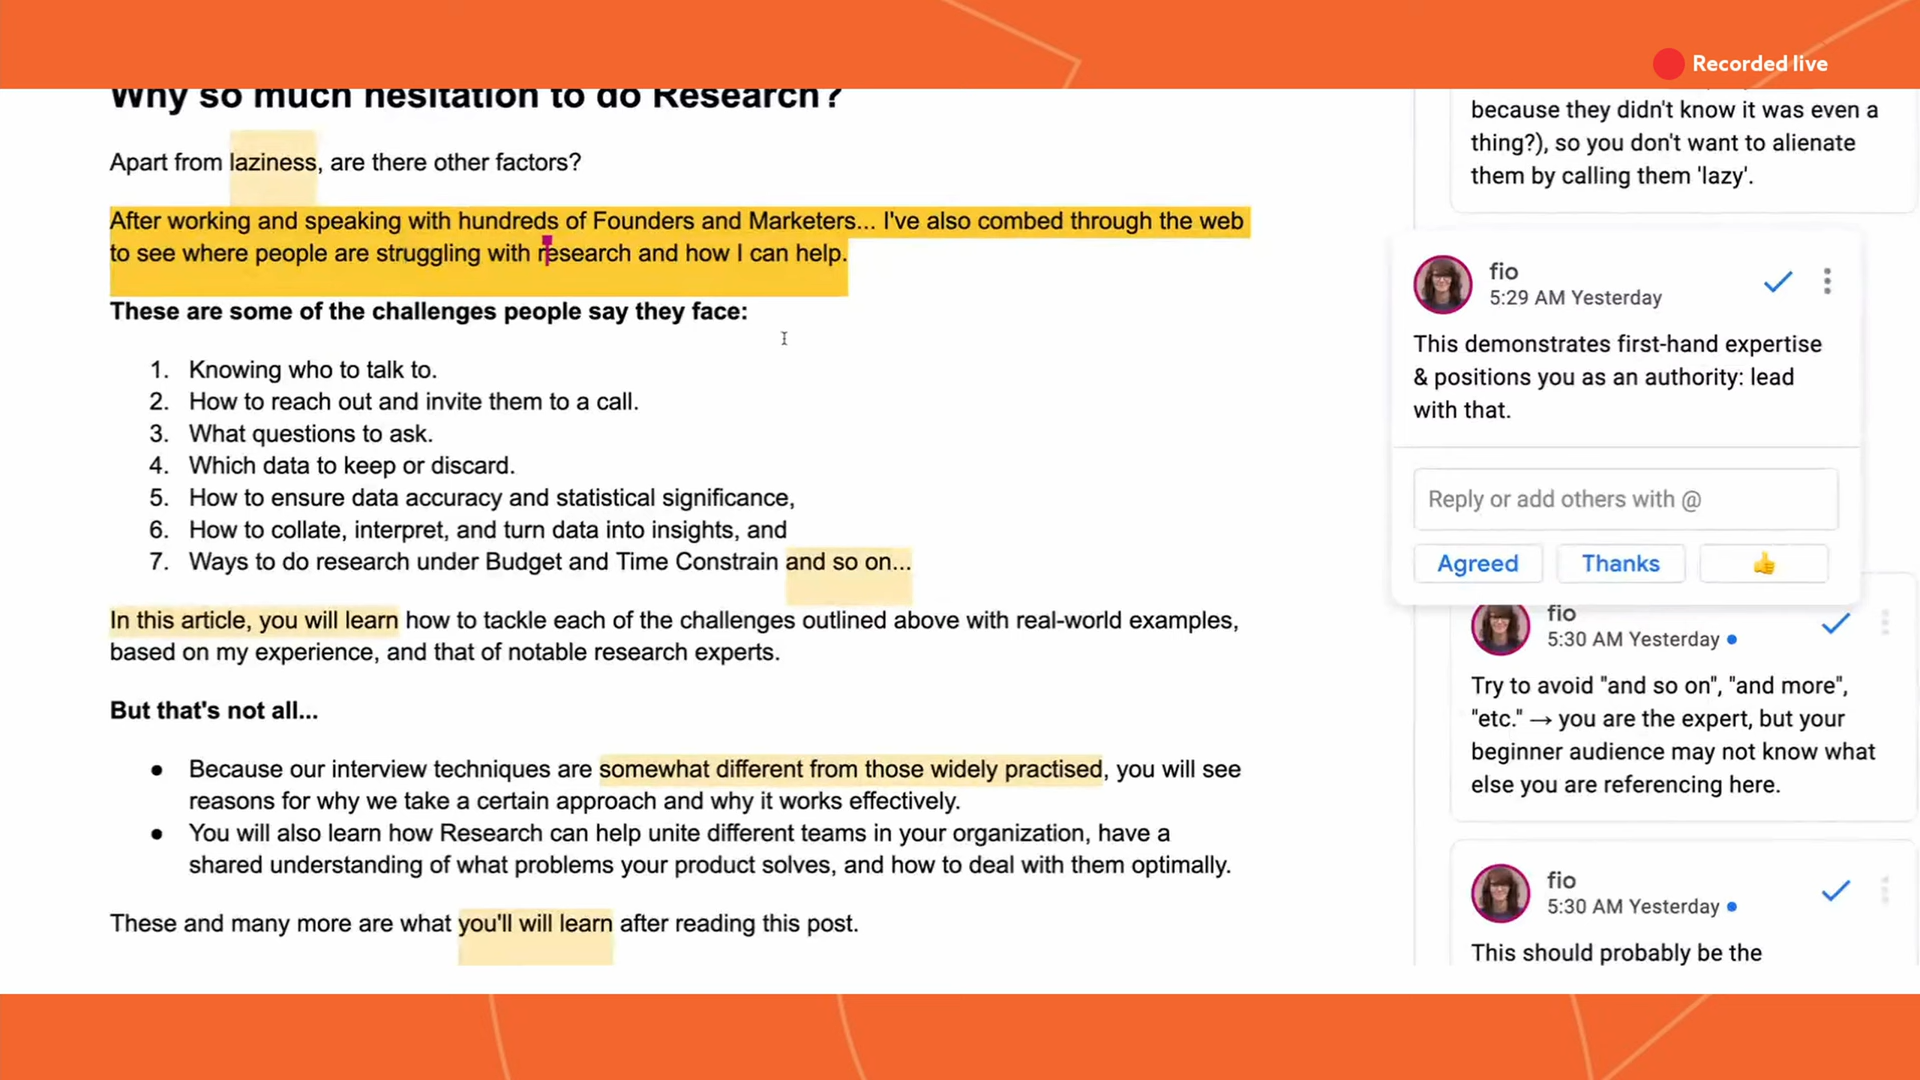 Recorded live
Why so much hesitation to do Research?
Apart from laziness, are there other factors?
After working and speaking with hundreds of Founders and Marketers... I've also combed through the web
to see where people are struggling with research and how I can help.
These are some of the challenges people say they face:
1. Knowing who to talk to.
2. How to reach out and invite them to a call.
3. What questions to ask.
4. Which data to keep or discard.
5. How to ensure data accuracy and statistical significance,
6. How to collate, interpret, and turn data into insights, and
7. Ways to do research under Budget and Time Constrain and so on...
In this article, you will learn how to tackle each of the challenges outlined above with real-world examples,
based on my experience, and that of notable research experts.
But that's not all...
● Because our interview techniques are somewhat different from those widely practised, you will see
reasons for why we take a certain approach and why it works effectively.
● You will also learn how Research can help unite different teams in your organization, have a
shared understanding of what problems your product solves, and how to deal with them optimally.
These and many more are what you'll will learn after reading this post.
because they didn't know it was even a
thing?), so you don't want to alienate
them by calling them 'lazy'.
fio
5:29 AM Yesterday
This demonstrates first-hand expertise
& positions you as an authority: lead
with that.
Reply or add others with @
Agreed
Thanks
👍
fio
5:30 AM Yesterday
Try to avoid "and so on", "and more",
"etc." → you are the expert, but your
beginner audience may not know what
else you are referencing here.
fio
5:30 AM Yesterday
This should probably be the